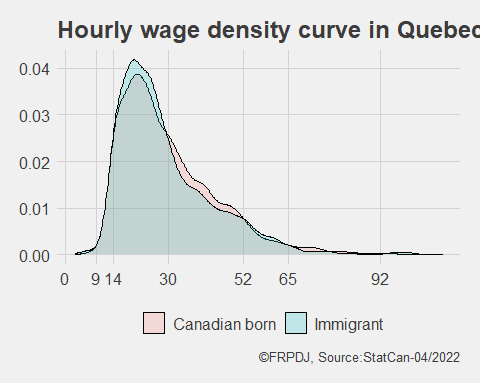 Hourly wage density curve in Quebec
0.04
0.03
0.02
0.01
0.00
0 9 14 30 52 65 92
Canadian born Immigrant
©FRPDJ, Source:StatCan-04/2022